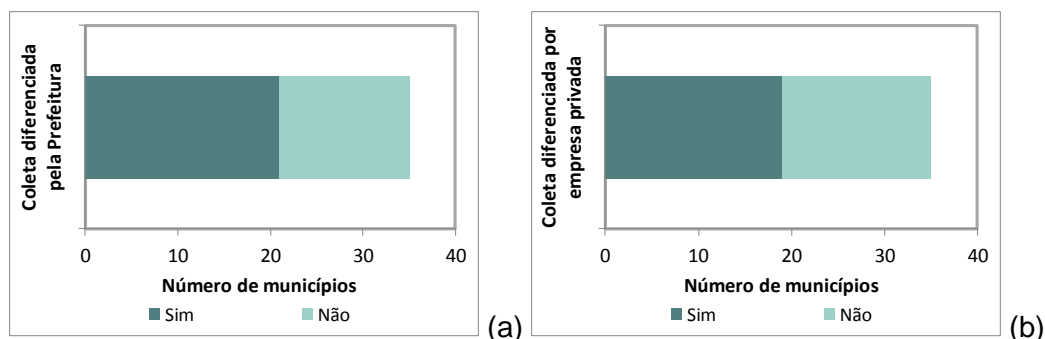 Coleta diferenciada
pela Prefeitura
0 10 20 30 40
Número de municípios
Sim Não
(a)
Coleta diferenciada por
empresa privada
0 10 20 30 40
Número de municípios
Sim Não
(b)